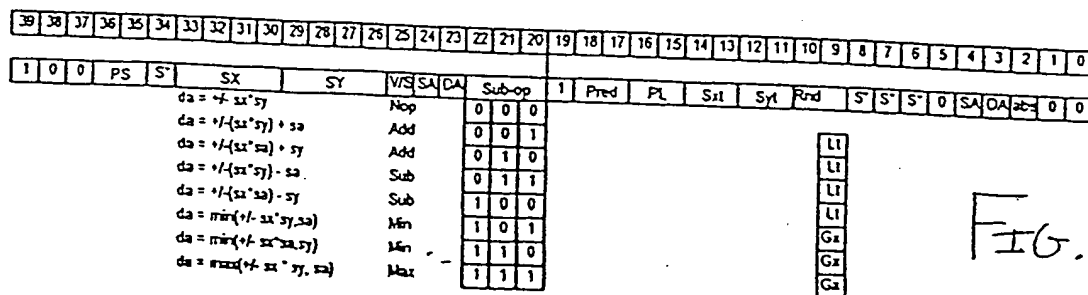 39 38 37 36 35 34 33 32 31 30 29 28 27 26 25 24 23 22 21 20 19 18 17 16 15 14 13 12 11 10 9 8 7 6 5 4 3 2 1 0
1 0 0 PS S* SX SY V/S SA DA Sub-op 1 Pred PL Sxt Syt Rnd S* S* S* 0 SA DA abs 0 0
da = +/- sx*sy Nop 0 0 0
da = +/-(sx*sy) + sa Add 0 0 1 Lt
da = +/-(sx*sa) + sy Add 0 1 0 Lt
da = +/-(sx*sy) - sa Sub 0 1 1 Lt
da = +/-(sx*sa) - sy Sub 1 0 0 Lt
da = min(+/- sx*sy,sa) Min 1 0 1 Gx
da = min(+/- sx*sa,sy) Min 1 1 0 Gx
da = max(+/- sx * sy, sa) Max 1 1 1 Gx
FIG.